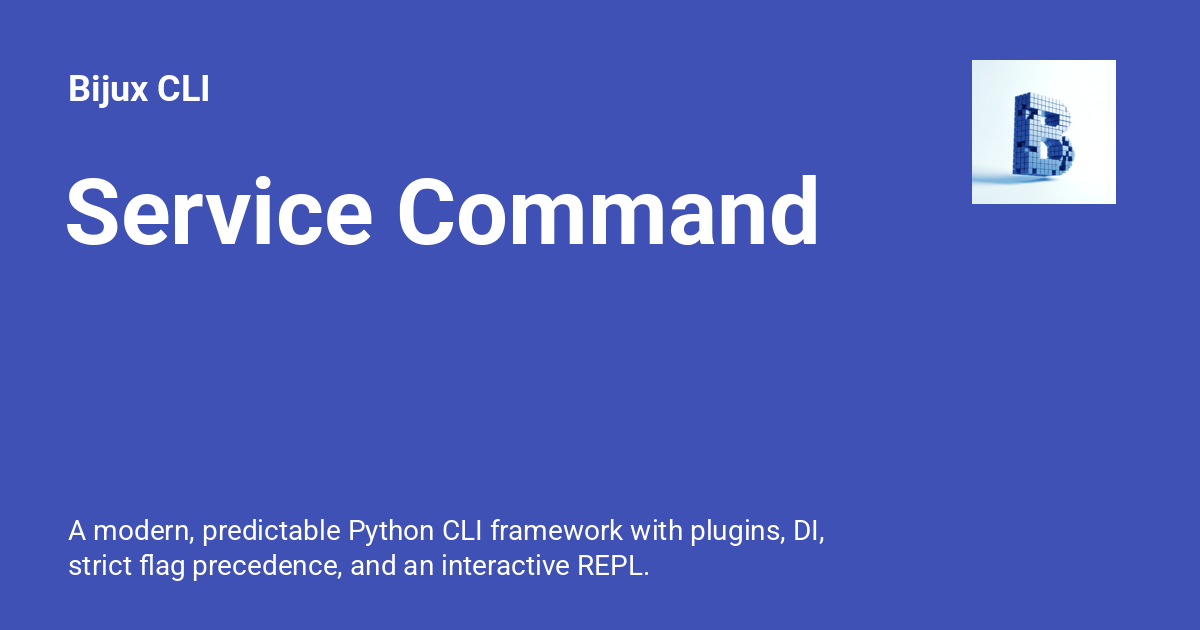 Bijux CLI
Service Command
A modern, predictable Python CLI framework with plugins, DI,
strict flag precedence, and an interactive REPL.
B